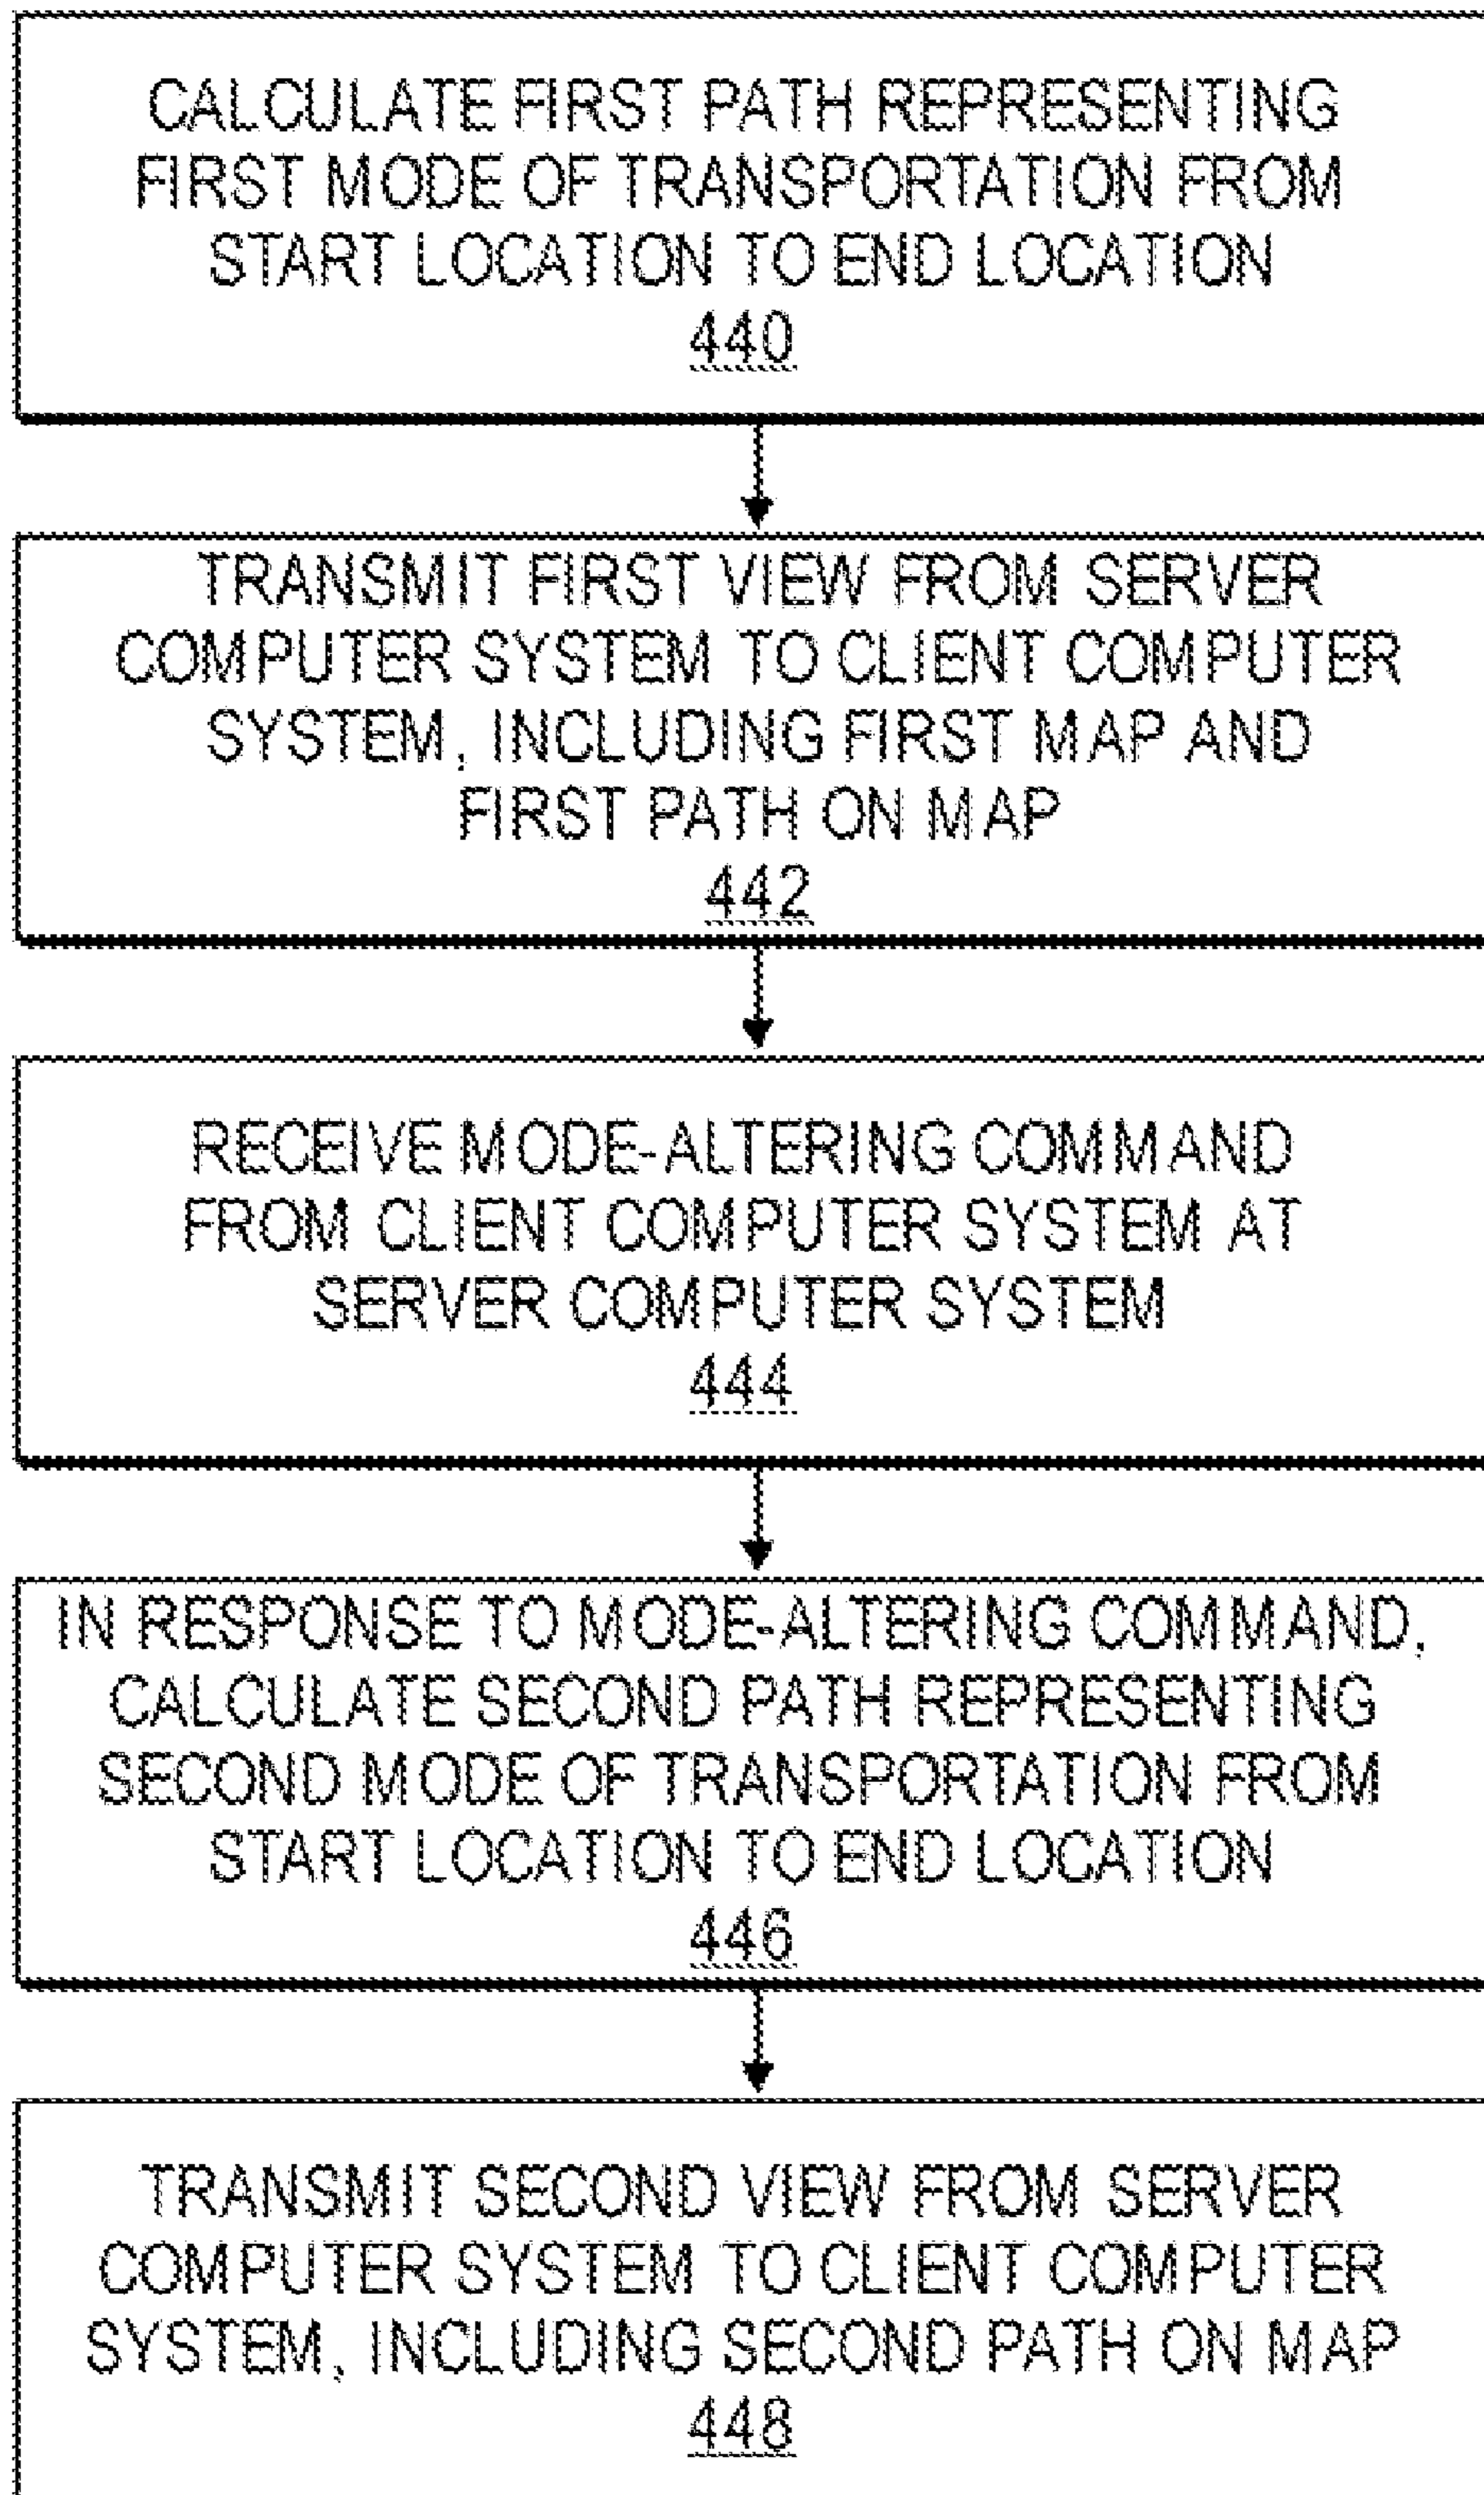 CALCULATE FIRST PATH REPRESENTING
FIRST MODE OF TRANSPORTATION FROM
START LOCATION TO END LOCATION
440
TRANSMIT FIRST VIEW FROM SERVER
COMPUTER SYSTEM TO CLIENT COMPUTER
SYSTEM, INCLUDING FIRST MAP AND
FIRST PATH ON MAP
442
RECEIVE MODE-ALTERING COMMAND
FROM CLIENT COMPUTER SYSTEM AT
SERVER COMPUTER SYSTEM
444
IN RESPONSE TO MODE-ALTERING COMMAND,
CALCULATE SECOND PATH REPRESENTING
SECOND MODE OF TRANSPORTATION FROM
START LOCATION TO END LOCATION
446
TRANSMIT SECOND VIEW FROM SERVER
COMPUTER SYSTEM TO CLIENT COMPUTER
SYSTEM, INCLUDING SECOND PATH ON MAP
448